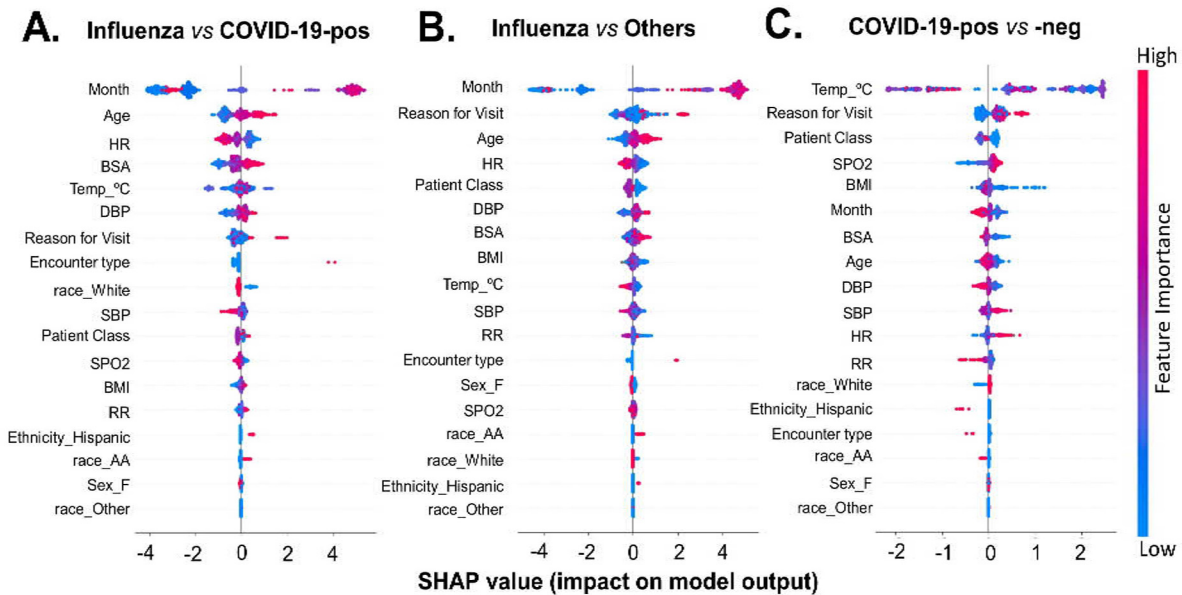 A. Influenza vs COVID-19-pos
Month
Age
HR
BSA
Temp_ºC
DBP
Reason for Visit
Encounter type
race_White
SBP
Patient Class
SPO2
BMI
RR
Ethnicity_Hispanic
race_AA
Sex_F
race_Other
-4 -2 0 2 4
B. Influenza vs Others
Month
Reason for Visit
Age
HR
Patient Class
DBP
BSA
BMI
Temp_ºC
SBP
RR
Encounter type
Sex_F
SPO2
race_AA
race_White
Ethnicity_Hispanic
race_Other
-4 -2 0 2 4
C. COVID-19-pos vs -neg
Temp_ºC
Reason for Visit
Patient Class
SPO2
BMI
Month
BSA
Age
DBP
SBP
HR
RR
race_White
Ethnicity_Hispanic
Encounter type
race_AA
Sex_F
race_Other
-2 -1 0 1 2
High
Feature Importance
Low
SHAP value (impact on model output)